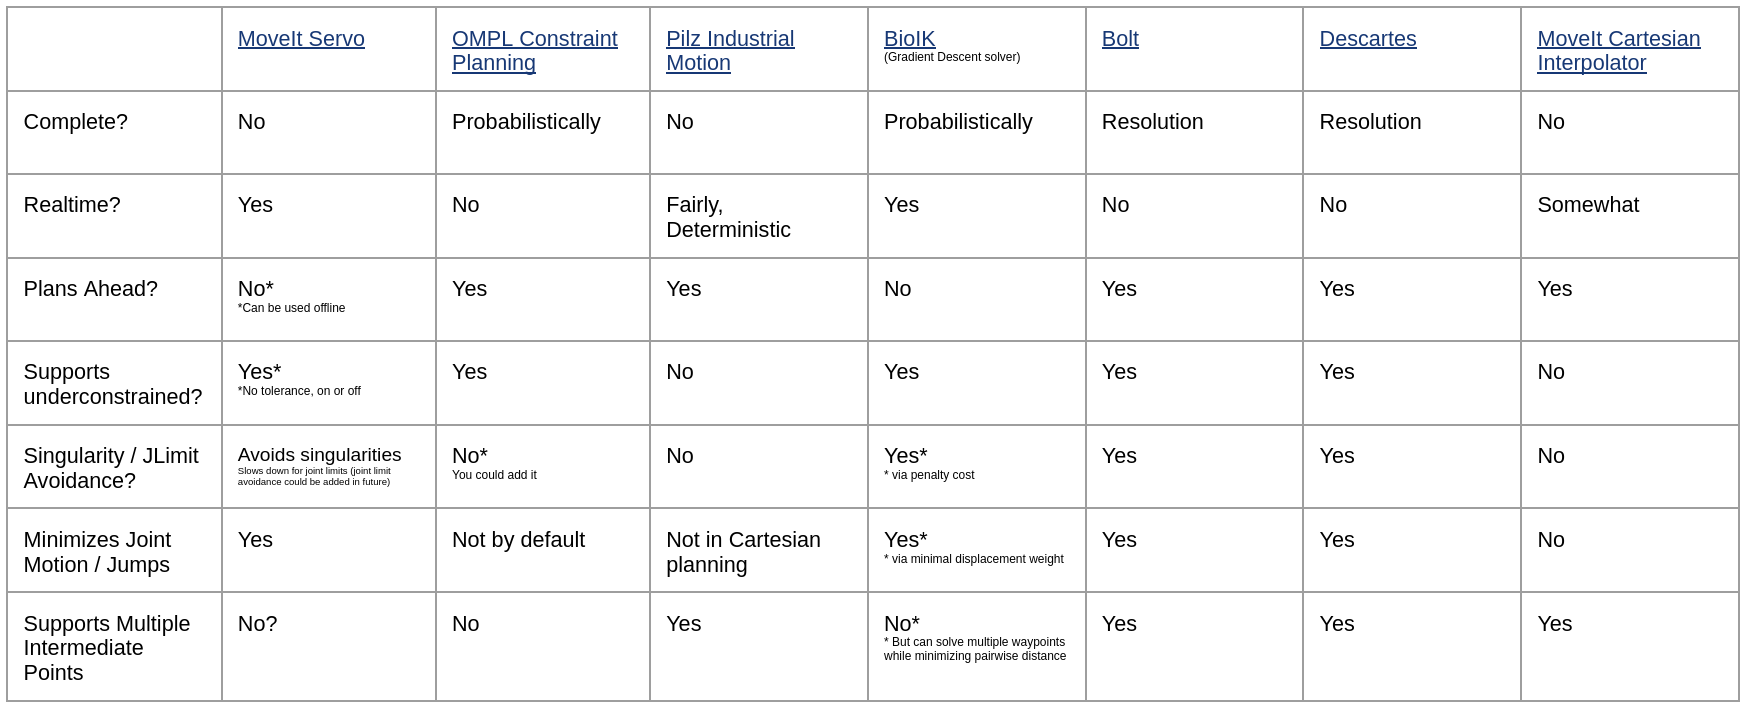 MoveIt Servo
OMPL Constraint
Planning
Pilz Industrial
Motion
BioIK
(Gradient Descent solver)
Bolt
Descartes
MoveIt Cartesian
Interpolator
Complete?
No
Probabilistically
No
Probabilistically
Resolution
Resolution
No
Realtime?
Yes
No
Fairly,
Deterministic
Yes
No
No
Somewhat
Plans Ahead?
No*
*Can be used offline
Yes
Yes
No
Yes
Yes
Yes
Supports
underconstrained?
Yes*
*No tolerance, on or off
Yes
No
Yes
Yes
Yes
No
Singularity / JLimit
Avoidance?
Avoids singularities
Slows down for joint limits (joint limit
avoidance could be added in future)
No*
You could add it
No
Yes*
* via penalty cost
Yes
Yes
No
Minimizes Joint
Motion / Jumps
Yes
Not by default
Not in Cartesian
planning
Yes*
* via minimal displacement weight
Yes
Yes
No
Supports Multiple
Intermediate
Points
No?
No
Yes
No*
* But can solve multiple waypoints
while minimizing pairwise distance
Yes
Yes
Yes